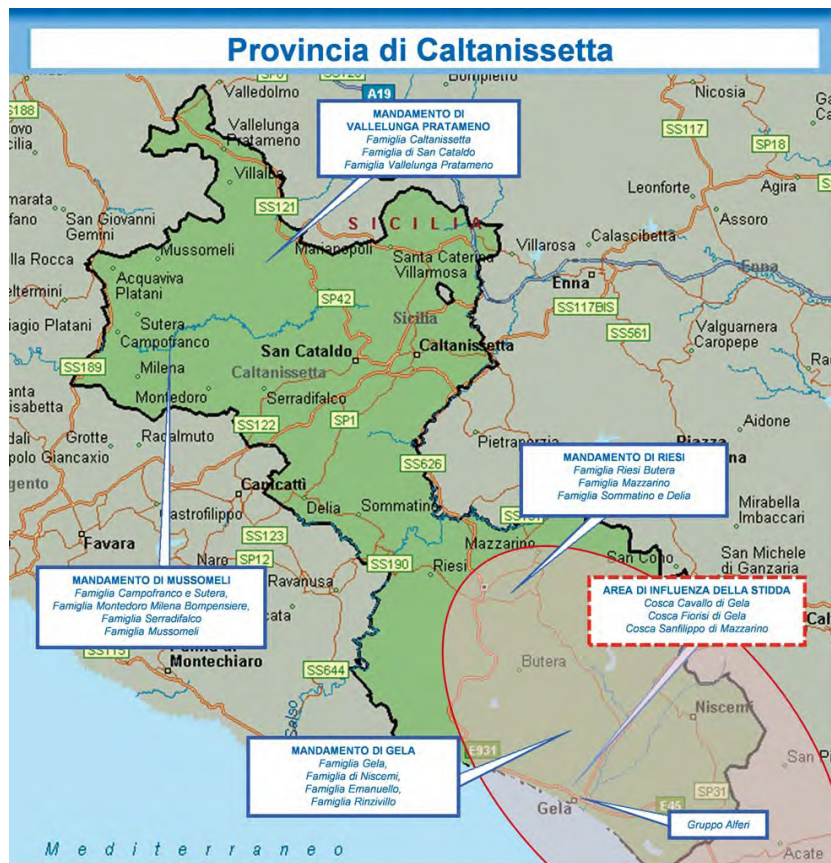 Provincia di Caltanissetta
Valledolmo
A19
Bompietro
Nicosia
SS188
SS117
SP18
MANDAMENTO DI
VALLELUNGA PRATAMENO
Famiglia Caltanissetta
Famiglia di San Cataldo
Famiglia Vallelunga Pratameno
Vallelunga
Pratameno
Villalba
Leonforte
Agira
Assoro
San Giovanni
Gemini
SS121
SICILIA
Mussomeli
Marianopoli
Santa Caterina
Villarmosa
Villarosa
Calascibetta
Enna
Enna
Acquaviva
Platani
SP42
SS117BIS
Sicilia
SS561
Valguarnera
Caropepe
Sutera
Campofranco
San Cataldo
Caltanissetta
Caltanissetta
SS189
Milena
Montedoro
Serradifalco
SP1
SS122
Aidone
Grotte
Racalmuto
Pietraperzia
SS626
MANDAMENTO DI RIESI
Famiglia Riesi Butera
Famiglia Mazzarino
Famiglia Sommatino e Delia
Canicattì
Delia
Sommatino
Mirabella
Imbaccari
Favara
SS123
Naro
SP12
Mazzarino
San Cono
San Michele
di Ganzaria
SS190
Riesi
Ravanusa
MANDAMENTO DI MUSSOMELI
Famiglia Campofranco e Sutera,
Famiglia Montedoro Milena Bompensiere,
Famiglia Serradifalco
Famiglia Mussomeli
AREA DI INFLUENZA DELLA STIDDA
Cosca Cavallo di Gela
Cosca Fiorisi di Gela
Cosca Sanfilippo di Mazzarino
SS115
Montechiaro
SS644
Butera
Salso
Niscemi
MANDAMENTO DI GELA
Famiglia Gela,
Famiglia di Niscemi,
Famiglia Emanuello,
Famiglia Rinzivillo
E931
SP31
Gela
E45
Gruppo Alferi
Acate
Mediterraneo